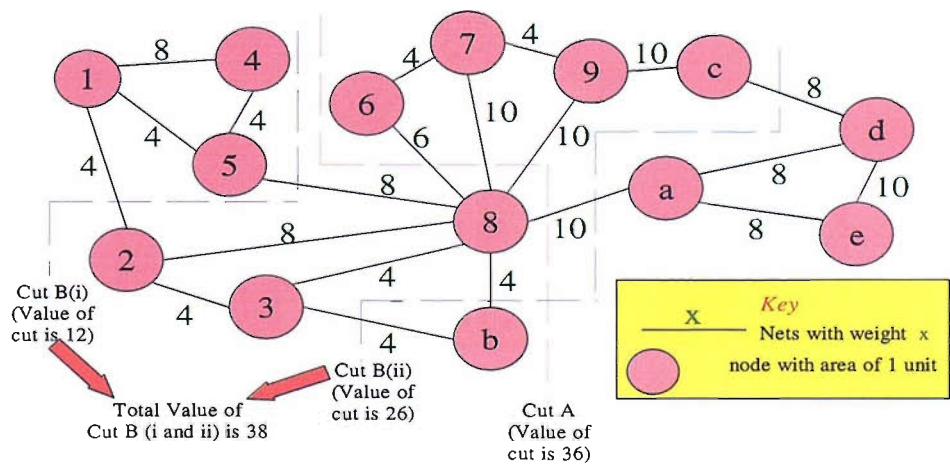 7
4
8
4
4
9
10
c
1
6
8
10
d
4
4
6
10
5
8
10
4
8
a
8
8
10
8
e
2
4
4
3
4
4
b
Cut B(i)
(Value of
cut is 12)
Cut B(ii)
(Value of
cut is 26)
Total Value of
Cut B (i and ii) is 38
Cut A
(Value of
cut is 36)
Key
x
Nets with weight x
node with area of 1 unit